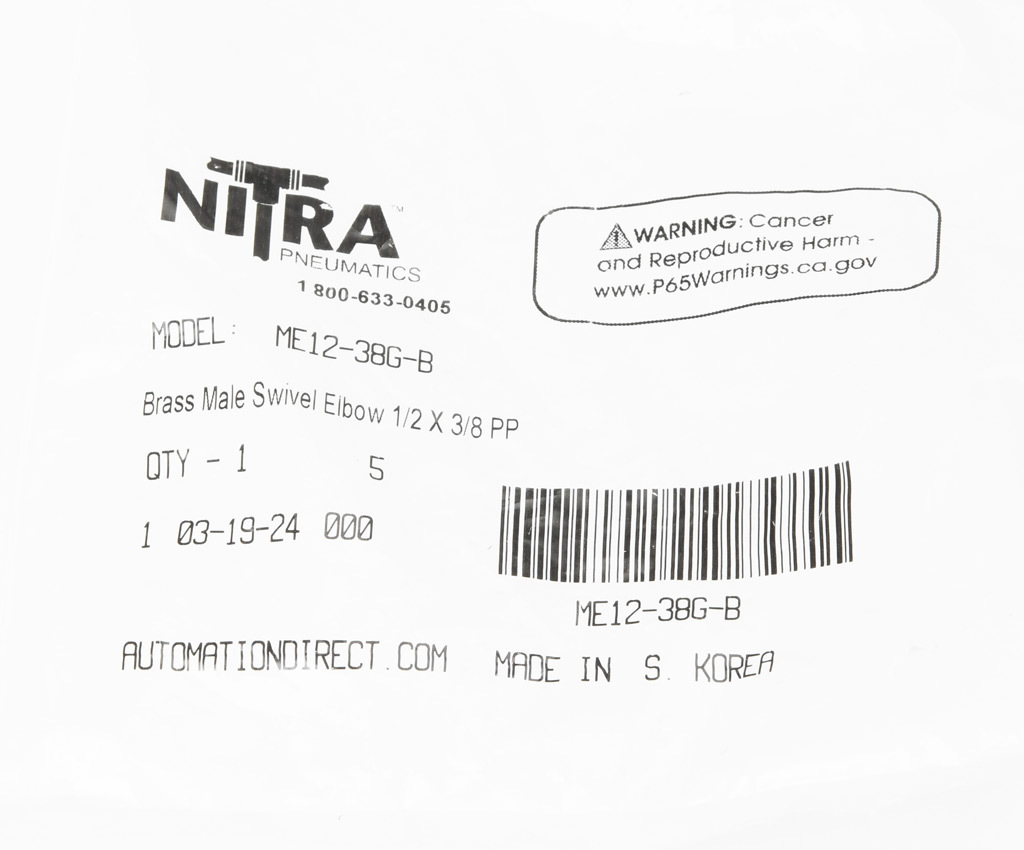 NITRA™
PNEUMATICS
1 800-633-0405
⚠ WARNING: Cancer
and Reproductive Harm -
www.P65Warnings.ca.gov
MODEL: ME12-38G-B
Brass Male Swivel Elbow 1/2 X 3/8 PP
QTY - 1 5
1 03-19-24 000
ME12-38G-B
AUTOMATIONDIRECT.COM MADE IN S. KOREA